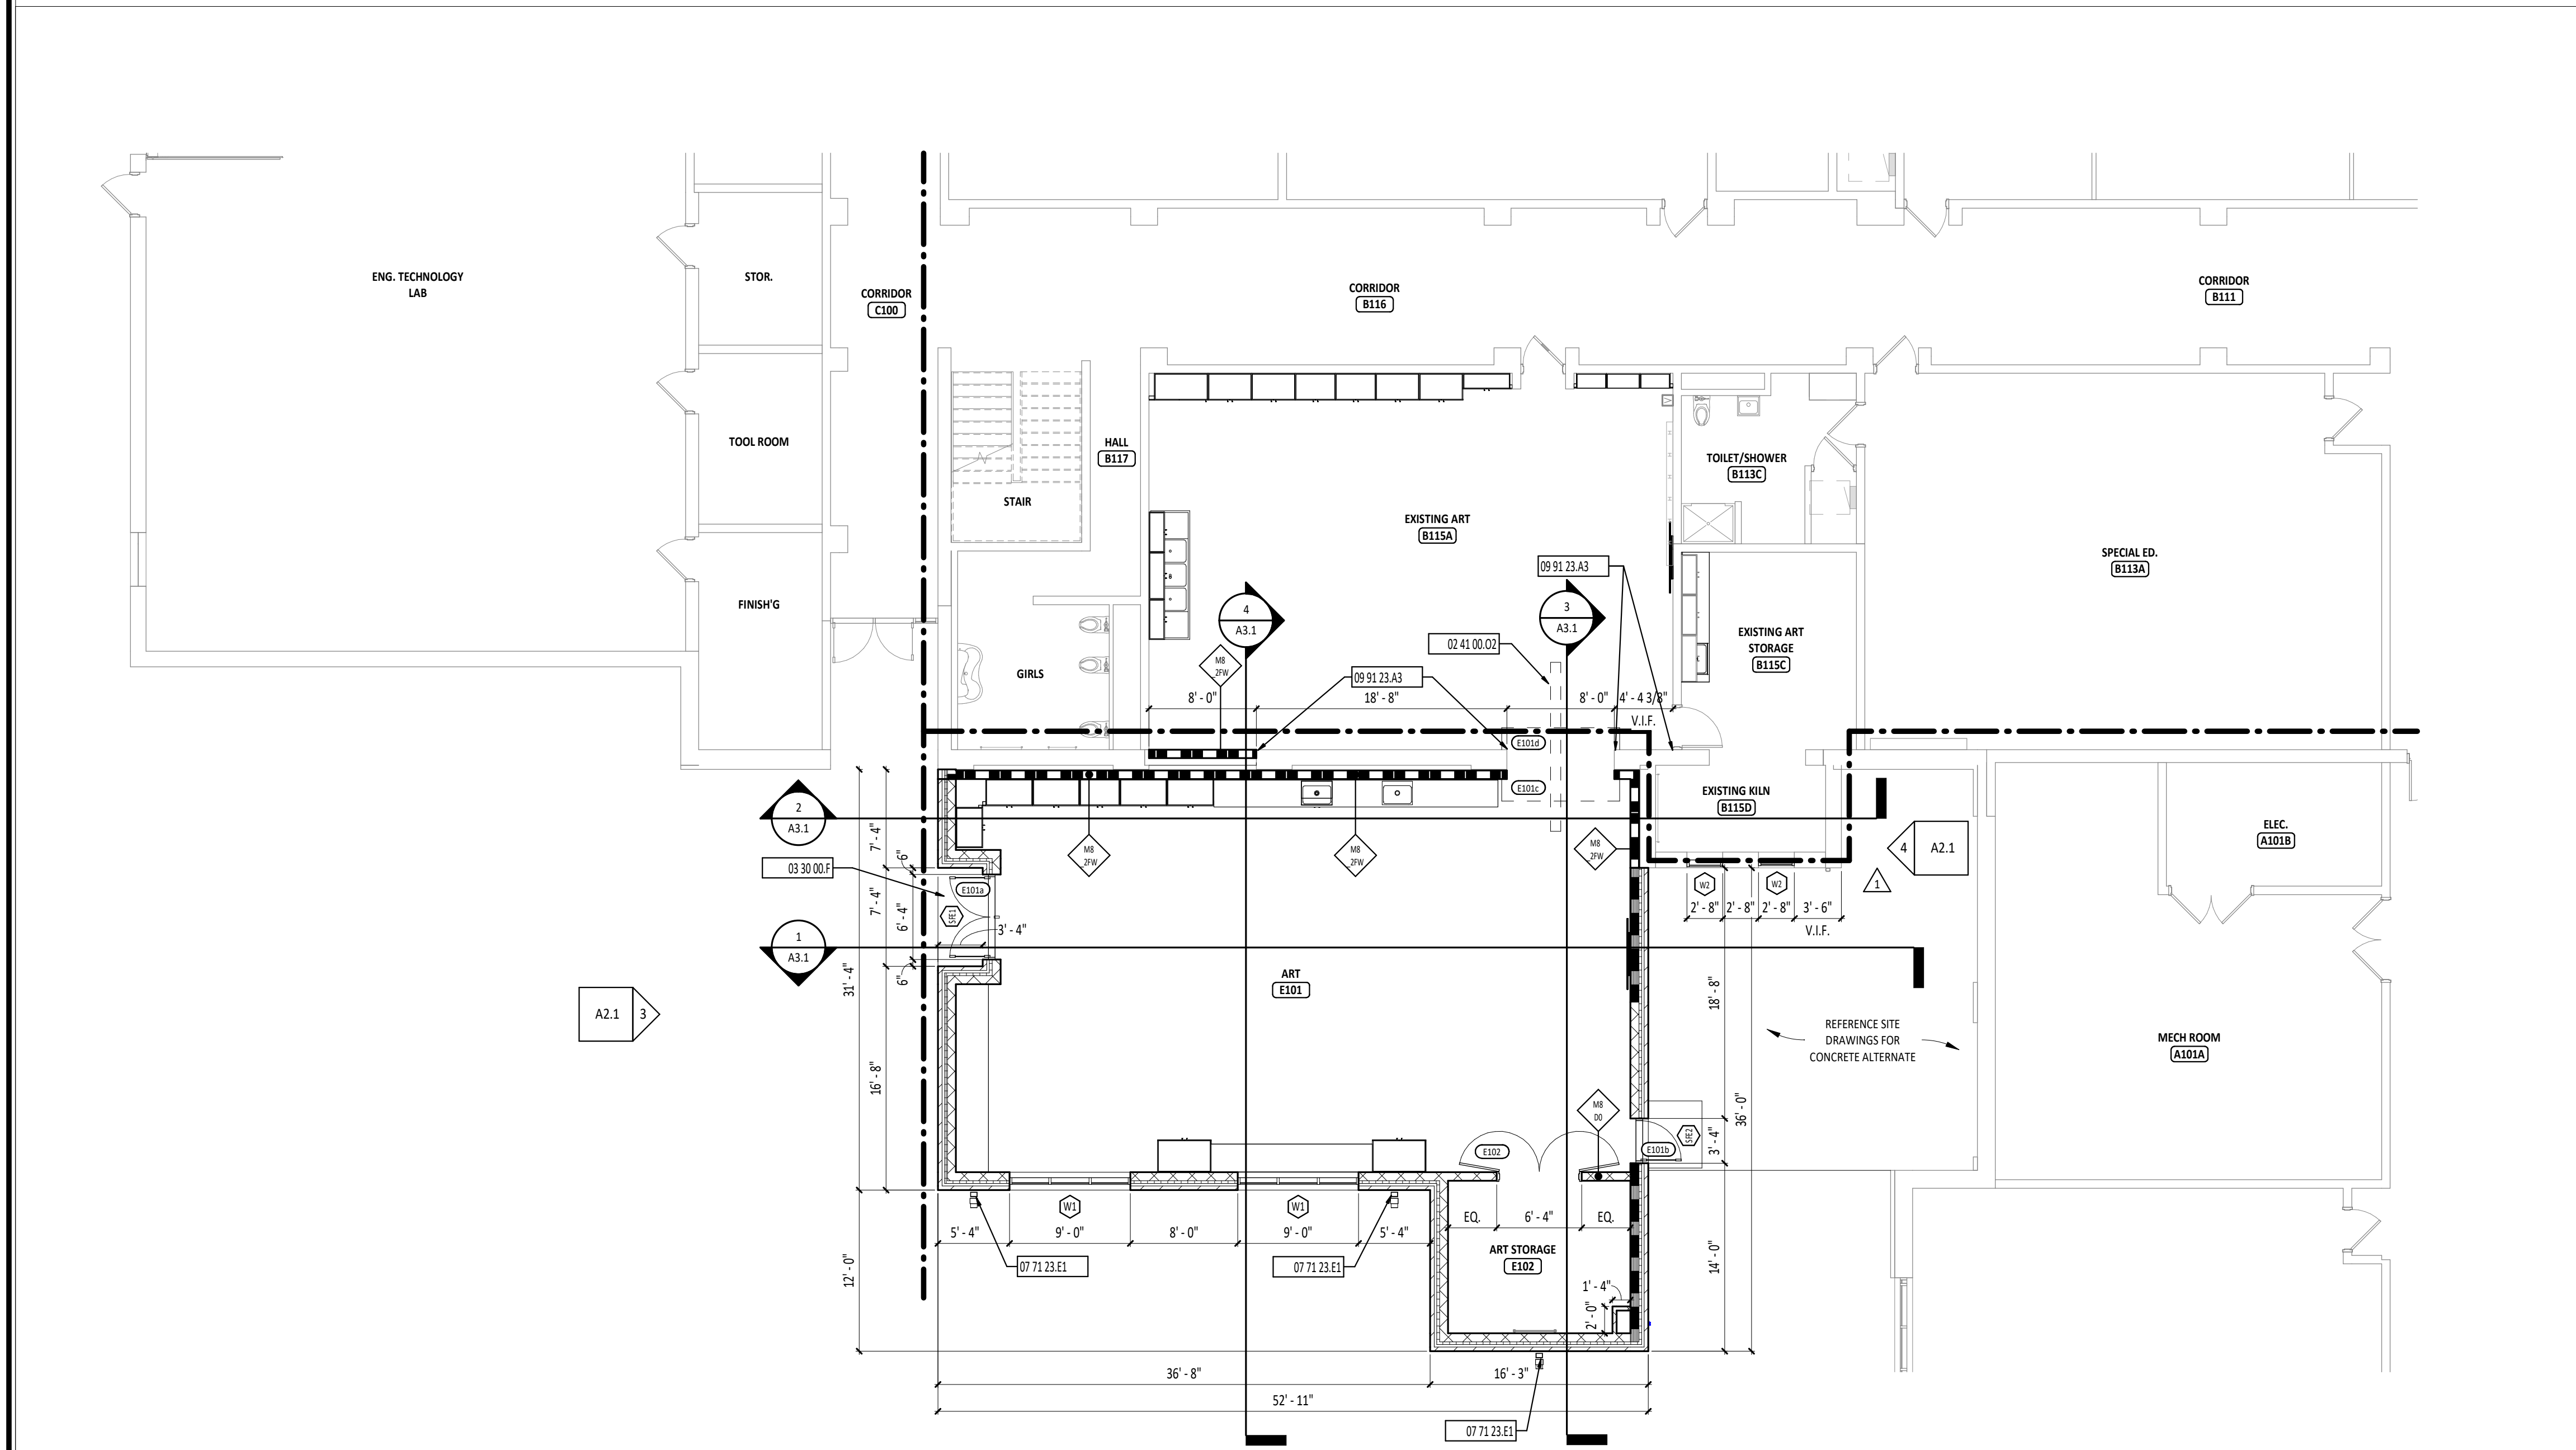 ENG. TECHNOLOGY
LAB
STOR.
CORRIDOR
C100
CORRIDOR
B116
CORRIDOR
B111
TOOL ROOM
HALL
B117
STAIR
TOILET/SHOWER
B113C
EXISTING ART
B115A
SPECIAL ED.
B113A
09 91 23.A3
FINISH'G
4
A3.1
3
A3.1
EXISTING ART
STORAGE
B115C
02 41 00.O2
GIRLS
M8
2FW
09 91 23.A3
8' - 0"
18' - 8"
8' - 0"
4' - 4 3/8"
V.I.F.
E101d
E101c
EXISTING KILN
B115D
2
A3.1
7' - 4"
6"
M8
2FW
M8
2FW
M8
2FW
ELEC.
A101B
4
A2.1
03 30 00.F
E101a
SFE1
7' - 4"
6' - 4"
3' - 4"
6"
W2
W2
1
2' - 8"
2' - 8"
2' - 8"
3' - 6"
V.I.F.
1
A3.1
31' - 4"
ART
E101
18' - 8"
A2.1
3
REFERENCE SITE
DRAWINGS FOR
CONCRETE ALTERNATE
MECH ROOM
A101A
16' - 8"
36' - 0"
M8
D0
E102
E101b
SFE2
3' - 4"
W1
W1
5' - 4"
9' - 0"
8' - 0"
9' - 0"
5' - 4"
EQ.
6' - 4"
EQ.
12' - 0"
07 71 23.E1
07 71 23.E1
ART STORAGE
E102
14' - 0"
1' - 4"
2' - 0"
36' - 8"
16' - 3"
52' - 11"
07 71 23.E1